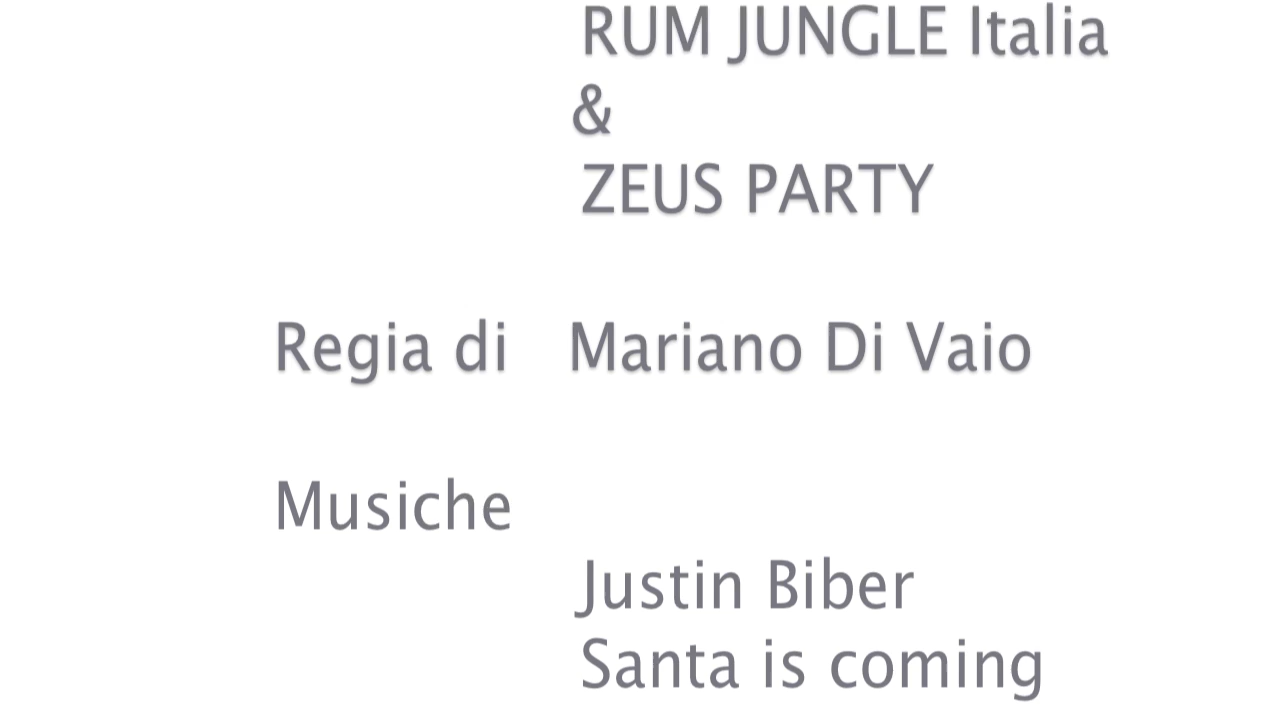 RUM JUNGLE Italia
&
ZEUS PARTY
Regia di Mariano Di Vaio
Musiche
Justin Biber
Santa is coming